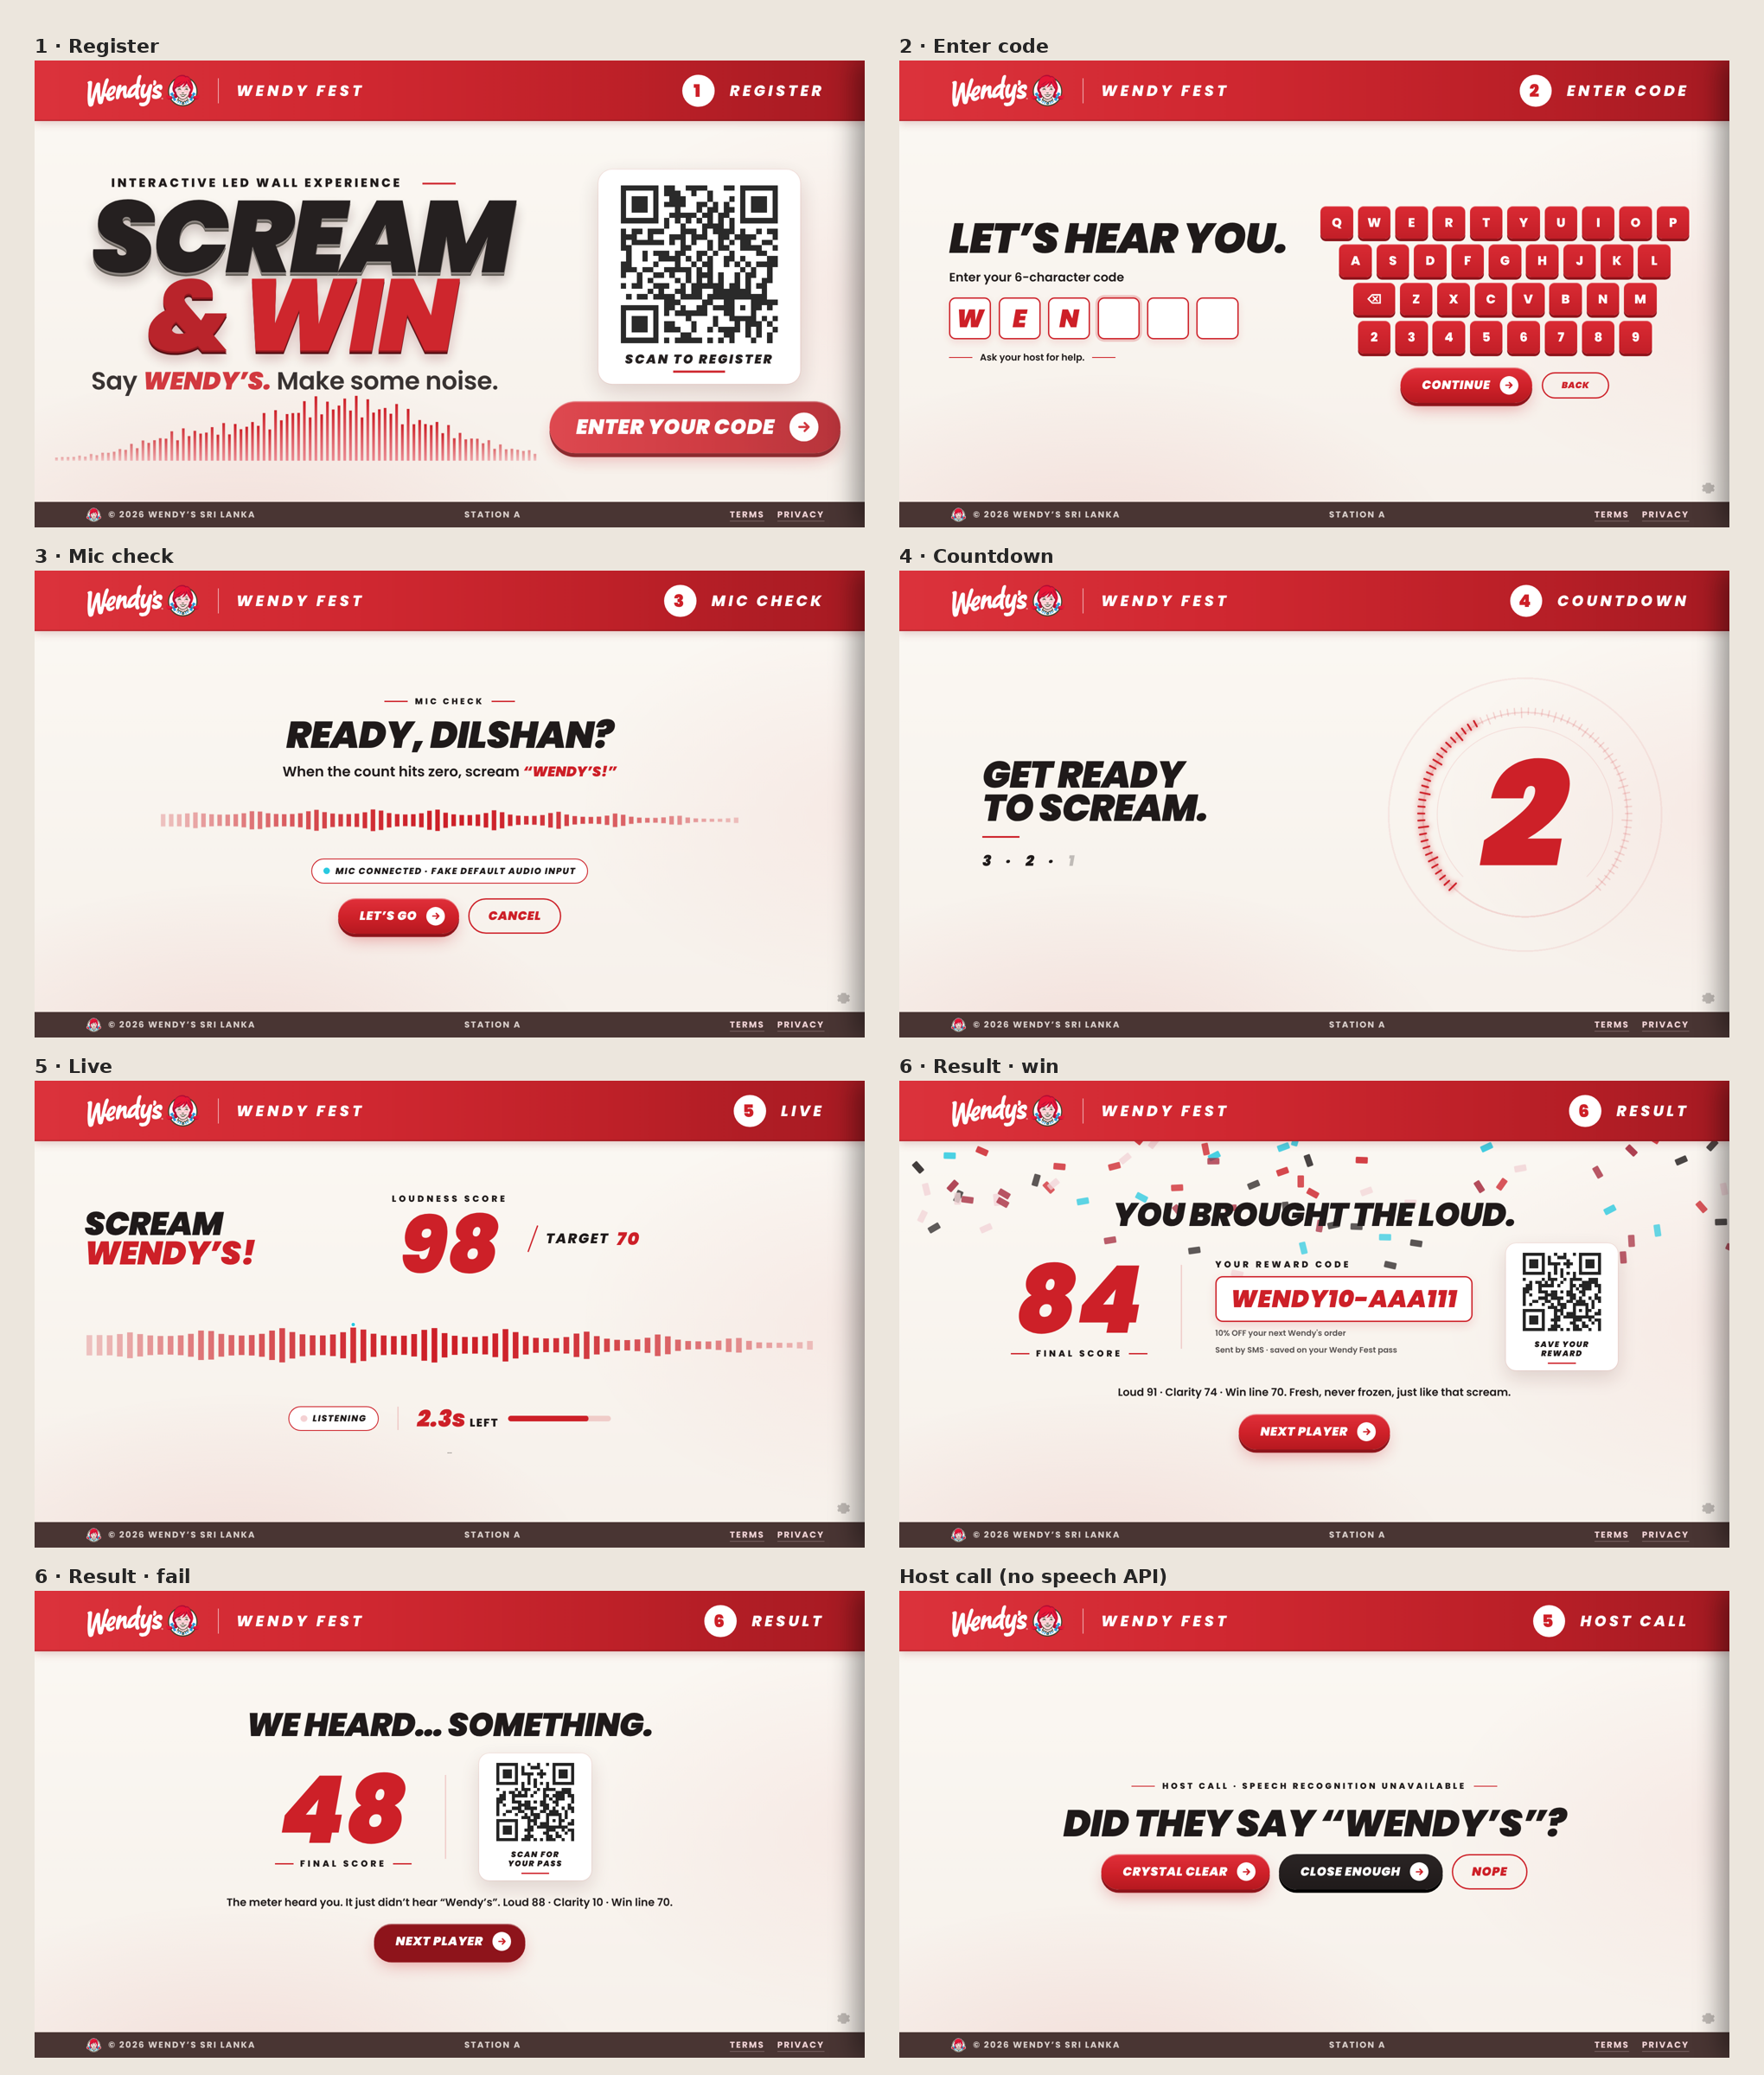 1 · Register
Wendy's WENDY FEST 1 REGISTER
INTERACTIVE LED WALL EXPERIENCE
SCREAM
& WIN
Say WENDY'S. Make some noise.
SCAN TO REGISTER
ENTER YOUR CODE
© 2026 WENDY'S SRI LANKA STATION A TERMS PRIVACY
2 · Enter code
Wendy's WENDY FEST 2 ENTER CODE
LET'S HEAR YOU.
Enter your 6-character code
W E N
Ask your host for help.
Q W E R T Y U I O P
A S D F G H J K L
Z X C V B N M
2 3 4 5 6 7 8 9
CONTINUE BACK
© 2026 WENDY'S SRI LANKA STATION A TERMS PRIVACY
3 · Mic check
Wendy's WENDY FEST 3 MIC CHECK
MIC CHECK
READY, DILSHAN?
When the count hits zero, scream “WENDY'S!”
MIC CONNECTED · FAKE DEFAULT AUDIO INPUT
LET'S GO CANCEL
© 2026 WENDY'S SRI LANKA STATION A TERMS PRIVACY
4 · Countdown
Wendy's WENDY FEST 4 COUNTDOWN
GET READY
TO SCREAM.
3 · 2 · 1
2
© 2026 WENDY'S SRI LANKA STATION A TERMS PRIVACY
5 · Live
Wendy's WENDY FEST 5 LIVE
SCREAM
WENDY'S!
LOUDNESS SCORE
98 / TARGET 70
LISTENING 2.3s LEFT
–
© 2026 WENDY'S SRI LANKA STATION A TERMS PRIVACY
6 · Result · win
Wendy's WENDY FEST 6 RESULT
YOU BROUGHT THE LOUD.
84
FINAL SCORE
YOUR REWARD CODE
WENDY10-AAA111
10% OFF your next Wendy's order
Sent by SMS · saved on your Wendy Fest pass
SAVE YOUR
REWARD
Loud 91 · Clarity 74 · Win line 70. Fresh, never frozen, just like that scream.
NEXT PLAYER
© 2026 WENDY'S SRI LANKA STATION A TERMS PRIVACY
6 · Result · fail
Wendy's WENDY FEST 6 RESULT
WE HEARD... SOMETHING.
48
FINAL SCORE
SCAN FOR
YOUR PASS
The meter heard you. It just didn't hear “Wendy's”. Loud 88 · Clarity 10 · Win line 70.
NEXT PLAYER
© 2026 WENDY'S SRI LANKA STATION A TERMS PRIVACY
Host call (no speech API)
Wendy's WENDY FEST 5 HOST CALL
HOST CALL · SPEECH RECOGNITION UNAVAILABLE
DID THEY SAY “WENDY'S”?
CRYSTAL CLEAR CLOSE ENOUGH NOPE
© 2026 WENDY'S SRI LANKA STATION A TERMS PRIVACY